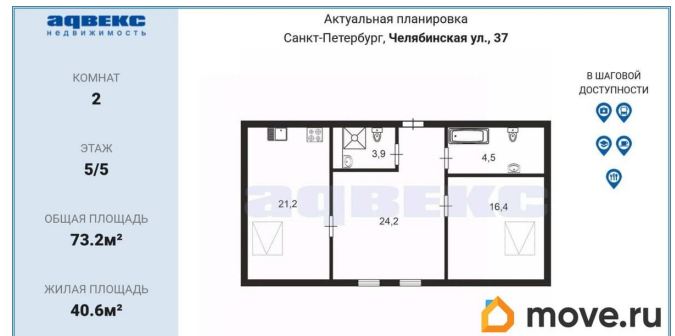 адвекс
НЕДВИЖИМОСТЬ
КОМНАТ
2
ЭТАЖ
5/5
ОБЩАЯ ПЛОЩАДЬ
73.2м²
ЖИЛАЯ ПЛОЩАДЬ
40.6м²
Актуальная планировка
Санкт-Петербург, Челябинская ул., 37
3,9
4,5
21,2
24,2
16,4
адвекс
В ШАГОВОЙ
ДОСТУПНОСТИ
move.ru